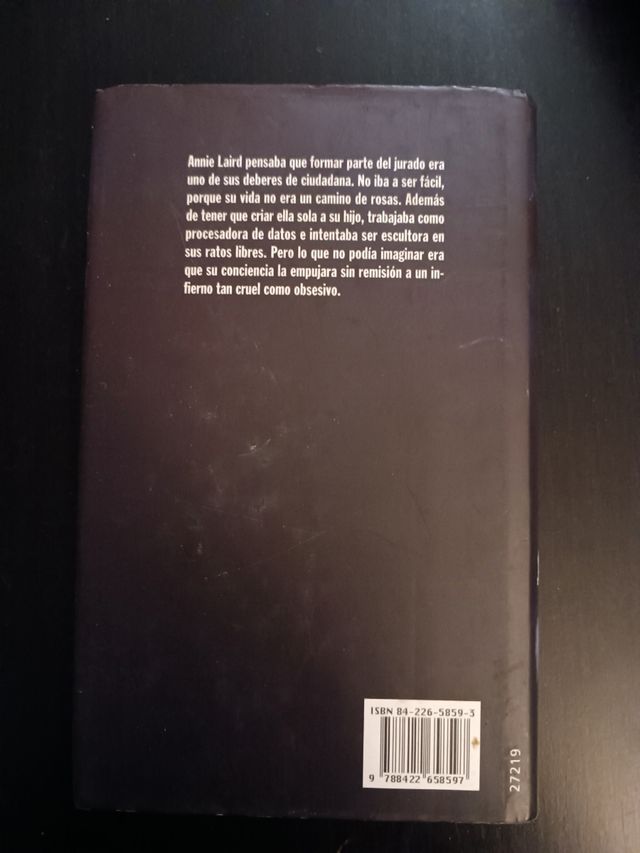 Annie Laird pensaba que formar parte del jurado era
uno de sus deberes de ciudadana. No iba a ser fácil,
porque su vida no era un camino de rosas. Además
de tener que criar ella sola a su hijo, trabajaba como
procesadora de datos e intentaba ser escultora en
sus ratos libres. Pero lo que no podía imaginar era
que su conciencia la empujara sin remisión a un in-
fierno tan cruel como obsesivo.
ISBN 84-226-5859-3
9 788422 658597
27219